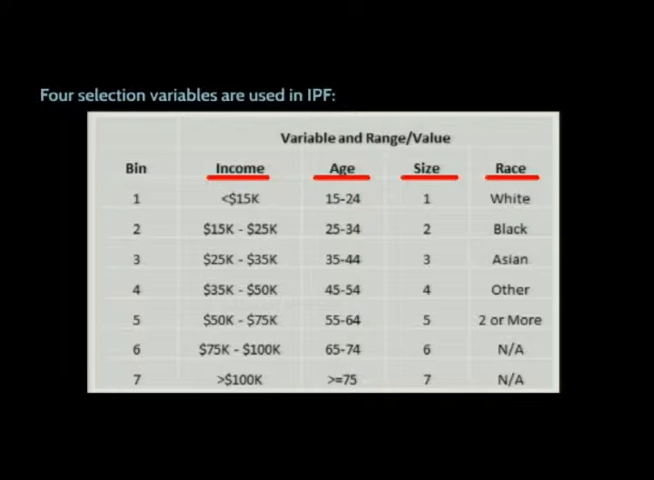 Four selection variables are used in IPF:
Variable and Range/Value
Bin Income Age Size Race
1 <$15K 15-24 1 White
2 $15K - $25K 25-34 2 Black
3 $25K - $35K 35-44 3 Asian
4 $35K - $50K 45-54 4 Other
5 $50K - $75K 55-64 5 2 or More
6 $75K - $100K 65-74 6 N/A
7 >$100K >=75 7 N/A